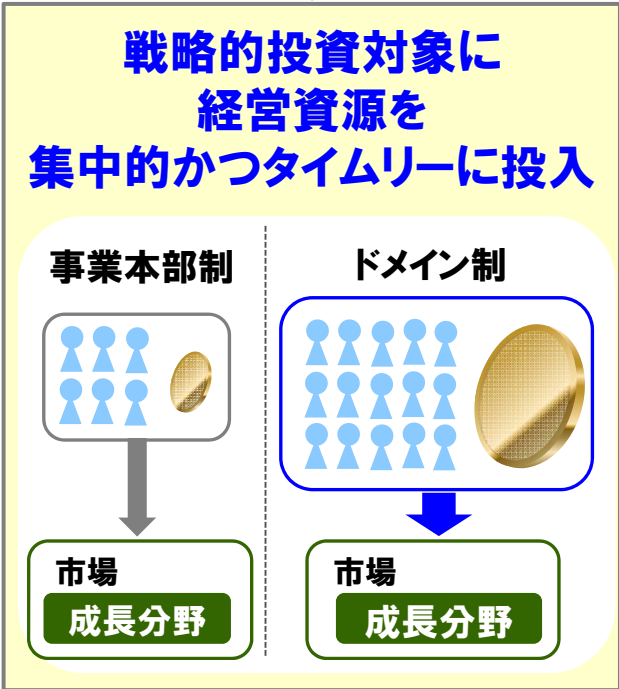 戦略的投資対象に
経営資源を
集中的かつタイムリーに投入
事業本部制
ドメイン制
市場
成長分野
市場
成長分野